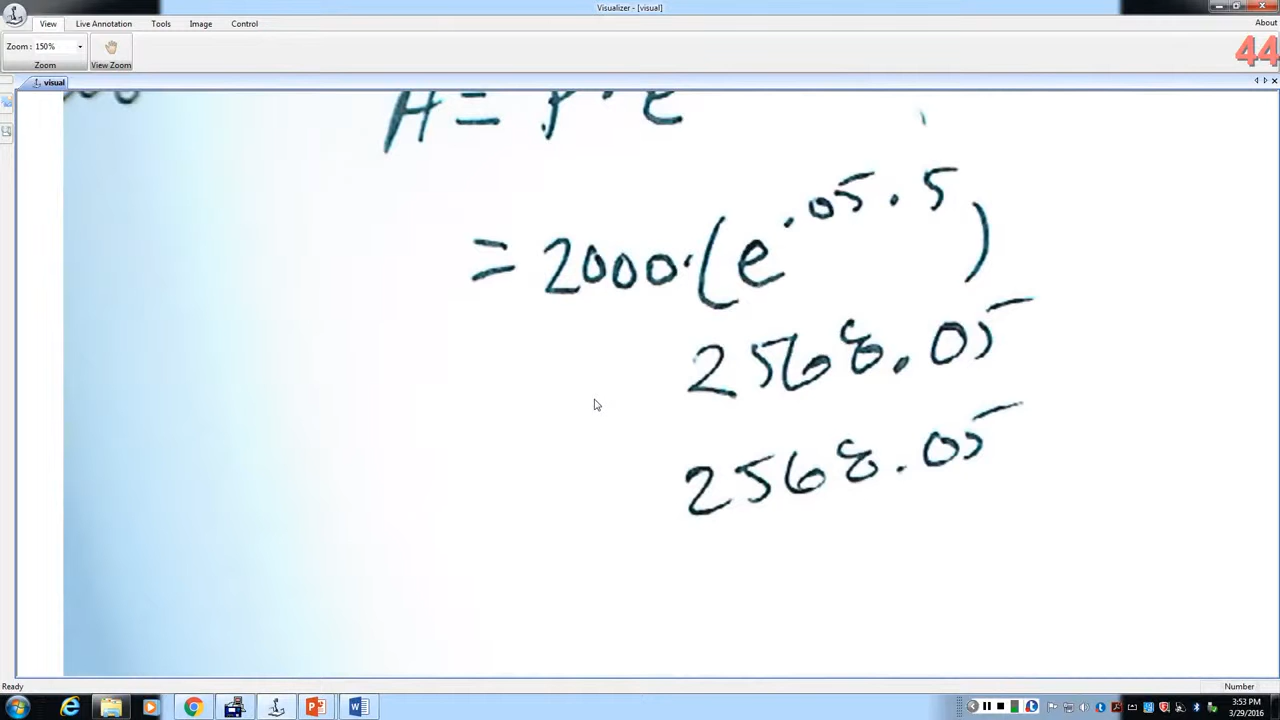 Visualizer - [visual]
View Live Annotation Tools Image Control
About
Zoom : 150%
44
Zoom View Zoom
visual
A = P · e
= 2000·(e^.05 · 5)
2568.05
2568.05
Ready
Number
3:53 PM
3/29/2016